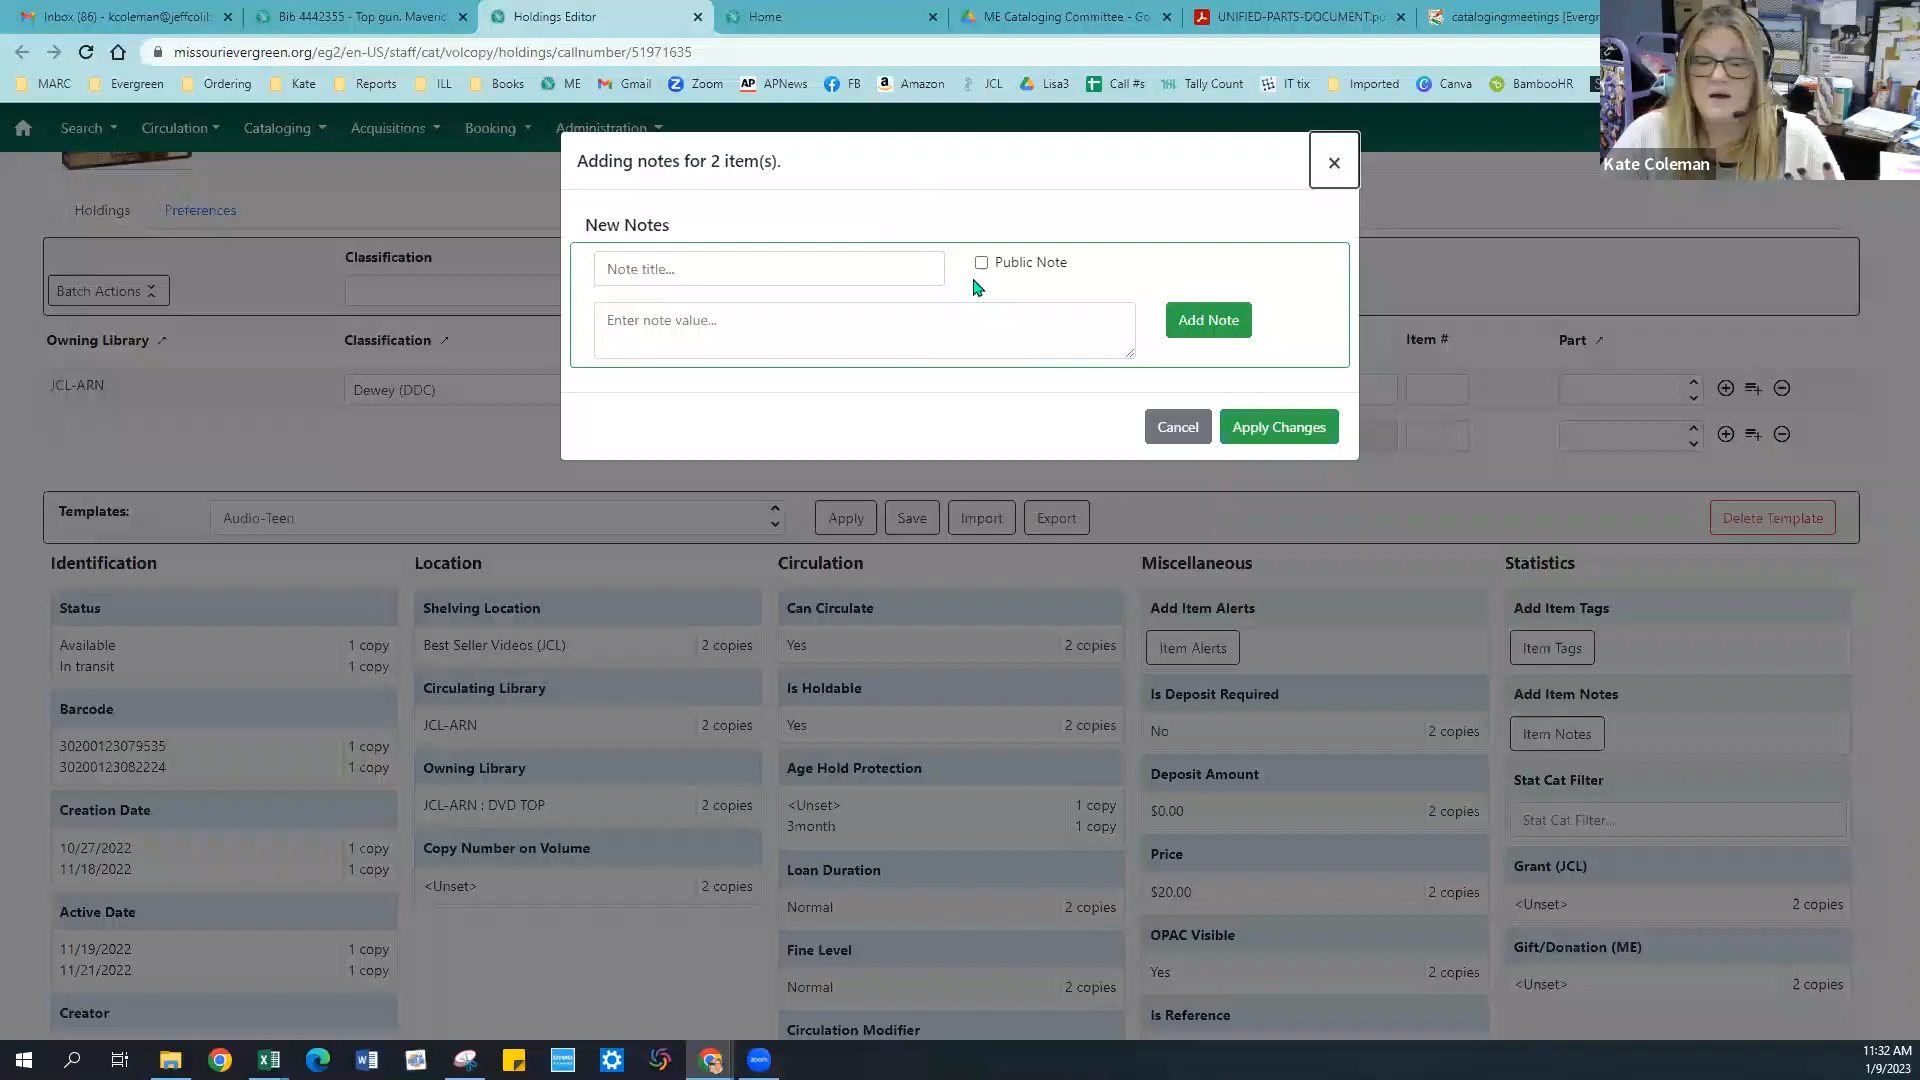 Inbox (86) - kcoleman@jeffcolib
Bib 4442355 - Top gun. Maveric
Holdings Editor
Home
ME Cataloging Committee - Go
UNIFIED-PARTS-DOCUMENT.p
cataloging:meetings [Evergr
missourievergreen.org/eg2/en-US/staff/cat/volcopy/holdings/callnumber/51971635
MARC Evergreen Ordering Kate Reports ILL Books ME Gmail Zoom AP APNews FB Amazon JCL Lisa3 Call #s Tally Count IT tix Imported Canva BambooHR
Kate Coleman
Search Circulation Cataloging Acquisitions Booking Administration
Adding notes for 2 item(s).
×
Holdings Preferences
New Notes
Note title...
Public Note
Enter note value...
Add Note
Cancel Apply Changes
Classification
Batch Actions
Owning Library Classification Item # Part
JCL-ARN Dewey (DDC)
Templates: Audio-Teen Apply Save Import Export Delete Template
Identification
Status
Available 1 copy
In transit 1 copy
Barcode
30200123079535 1 copy
30200123082224 1 copy
Creation Date
10/27/2022 1 copy
11/18/2022 1 copy
Active Date
11/19/2022 1 copy
11/21/2022 1 copy
Creator
Location
Shelving Location
Best Seller Videos (JCL) 2 copies
Circulating Library
JCL-ARN 2 copies
Owning Library
JCL-ARN : DVD TOP 2 copies
Copy Number on Volume
<Unset> 2 copies
Circulation
Can Circulate
Yes 2 copies
Is Holdable
Yes 2 copies
Age Hold Protection
<Unset> 1 copy
3month 1 copy
Loan Duration
Normal 2 copies
Fine Level
Normal 2 copies
Circulation Modifier
Miscellaneous
Add Item Alerts
Item Alerts
Is Deposit Required
No 2 copies
Deposit Amount
$0.00 2 copies
Price
$20.00 2 copies
OPAC Visible
Yes 2 copies
Is Reference
Statistics
Add Item Tags
Item Tags
Add Item Notes
Item Notes
Stat Cat Filter
Stat Cat Filter...
Grant (JCL)
<Unset> 2 copies
Gift/Donation (ME)
<Unset> 2 copies
zoom
11:32 AM
1/9/2023